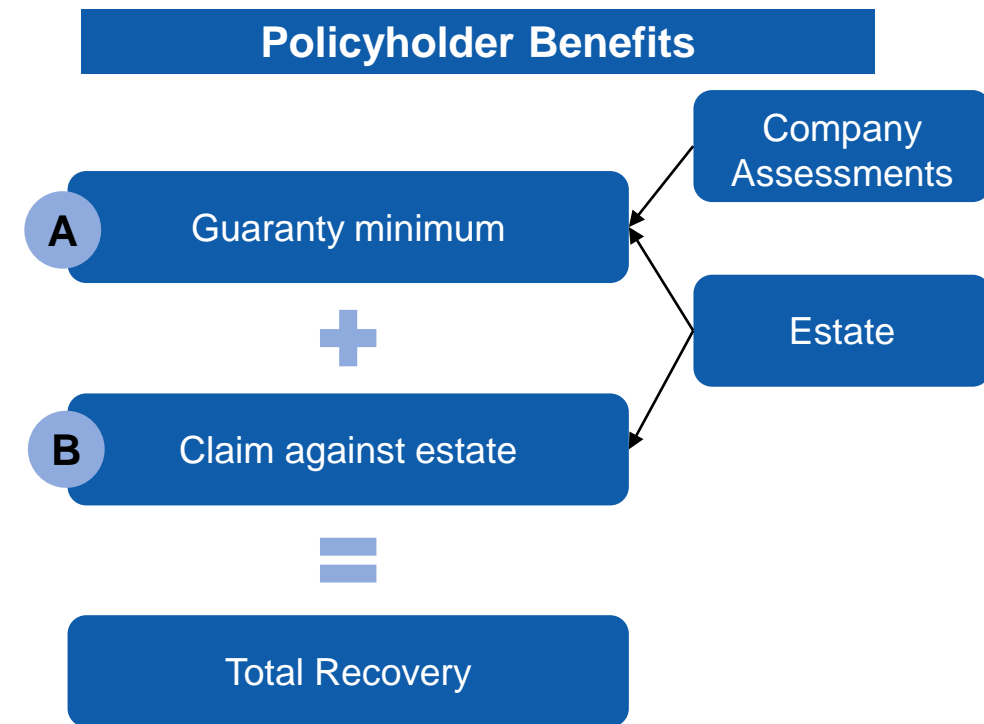 Policyholder Benefits
Company
Assessments
A
Guaranty minimum
Estate
B
Claim against estate
Total Recovery